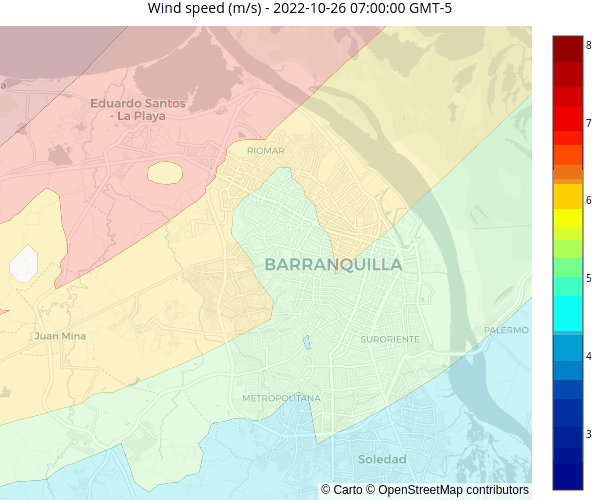 Wind speed (m/s) - 2022-10-26 07:00:00 GMT-5
a
Eduardo Santos
- La Playa
RIOMAR
BARRANQUILLA
Juan Mina
SURORIENTE
PALERMO
METROPOLITANA
Soledad
© Carto © OpenStreetMap contributors
8
7
6
5
4
3